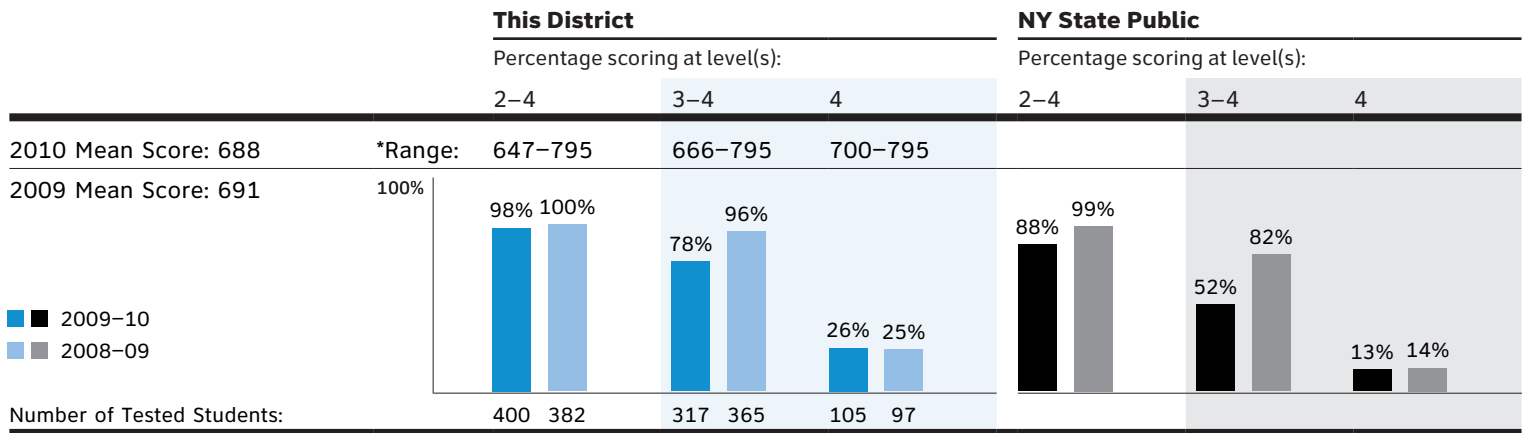 This District NY State Public
Percentage scoring at level(s): Percentage scoring at level(s):
2–4 3–4 4 2–4 3–4 4
2010 Mean Score: 688 *Range: 647–795 666–795 700–795
2009 Mean Score: 691 100%
98% 100% 78% 96% 26% 25% 88% 99% 52% 82% 13% 14%
2009–10
2008–09
Number of Tested Students: 400 382 317 365 105 97